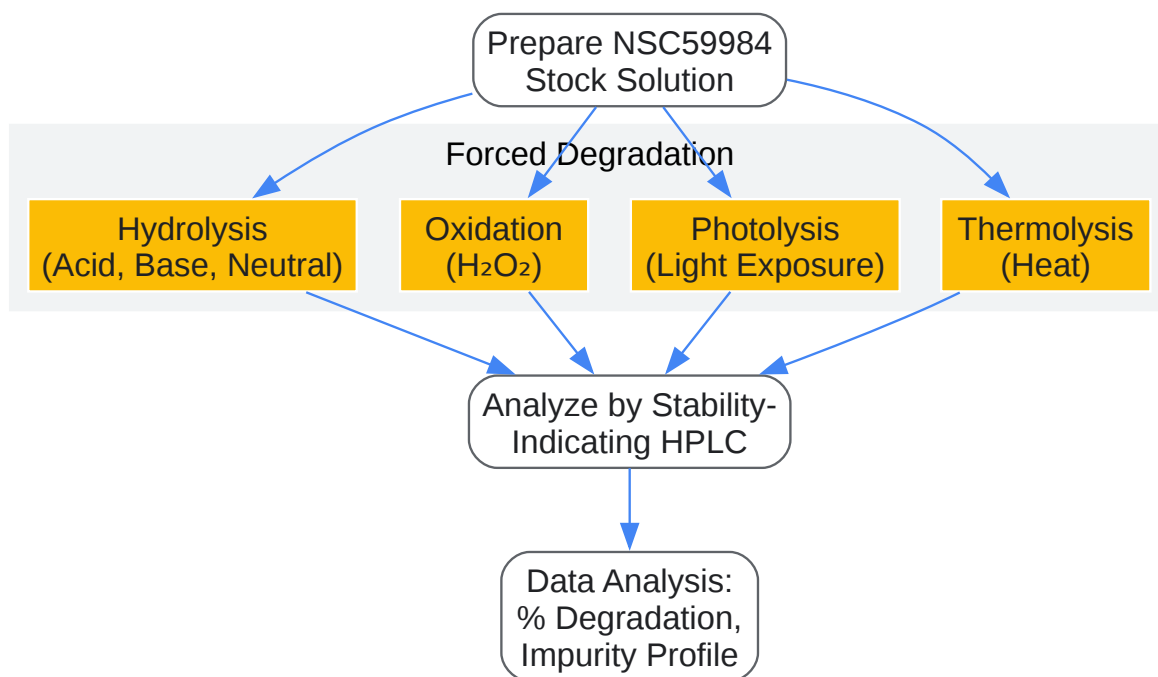 Prepare NSC59984
Stock Solution
Forced Degradation
Hydrolysis
(Acid, Base, Neutral)
Oxidation
(H₂O₂)
Photolysis
(Light Exposure)
Thermolysis
(Heat)
Analyze by Stability-
Indicating HPLC
Data Analysis:
% Degradation,
Impurity Profile